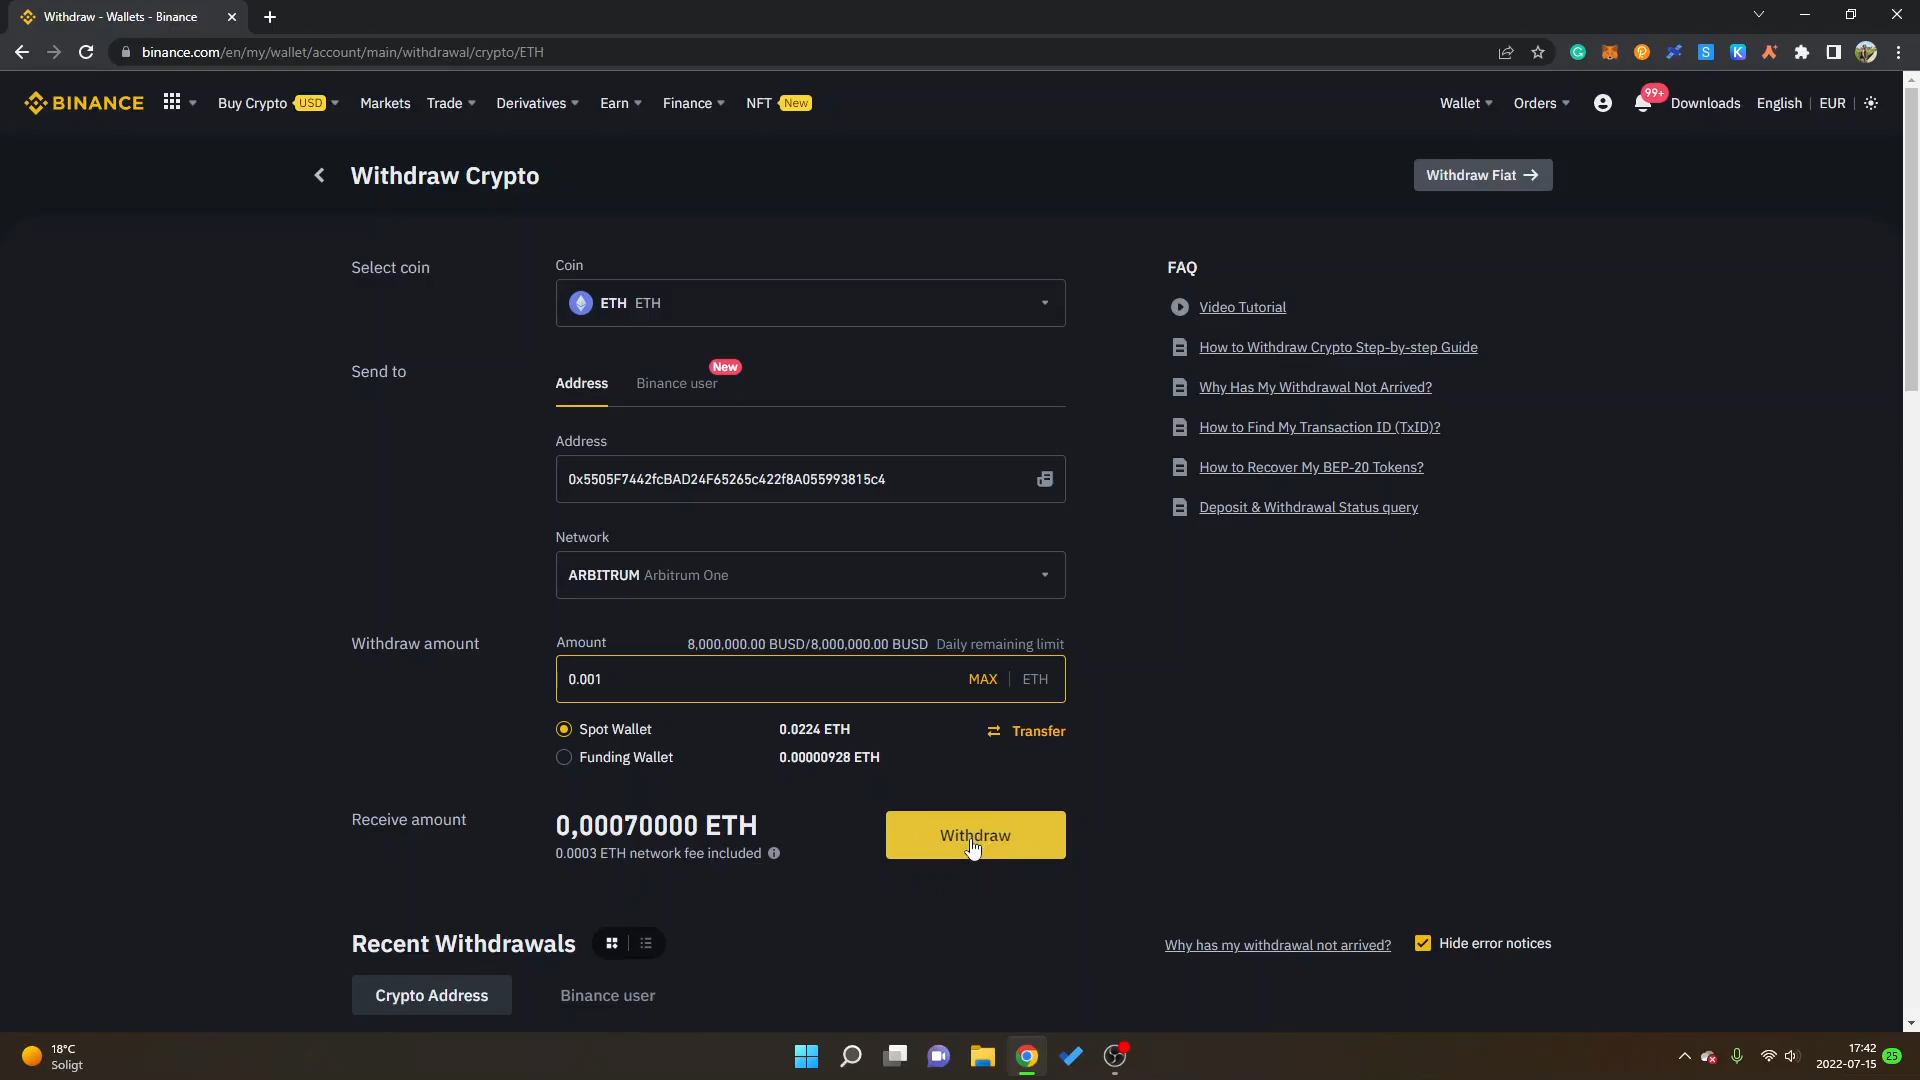 Withdraw - Wallets - Binance
binance.com/en/my/wallet/account/main/withdrawal/crypto/ETH
BINANCE Buy Crypto USD Markets Trade Derivatives Earn Finance NFT New Wallet Orders 99+ Downloads English EUR
Withdraw Crypto
Withdraw Fiat →
Select coin
Coin
ETH ETH
Send to
Address Binance user New
Address
0x5505F7442fcBAD24F65265c422f8A055993815c4
Network
ARBITRUM Arbitrum One
Withdraw amount
Amount 8,000,000.00 BUSD/8,000,000.00 BUSD Daily remaining limit
0.001 MAX ETH
Spot Wallet 0.0224 ETH Transfer
Funding Wallet 0.00000928 ETH
Receive amount
0,00070000 ETH
0.0003 ETH network fee included
Withdraw
FAQ
Video Tutorial
How to Withdraw Crypto Step-by-step Guide
Why Has My Withdrawal Not Arrived?
How to Find My Transaction ID (TxID)?
How to Recover My BEP-20 Tokens?
Deposit & Withdrawal Status query
Recent Withdrawals
Why has my withdrawal not arrived? Hide error notices
Crypto Address Binance user
18°C
Soligt
17:42
2022-07-15
25